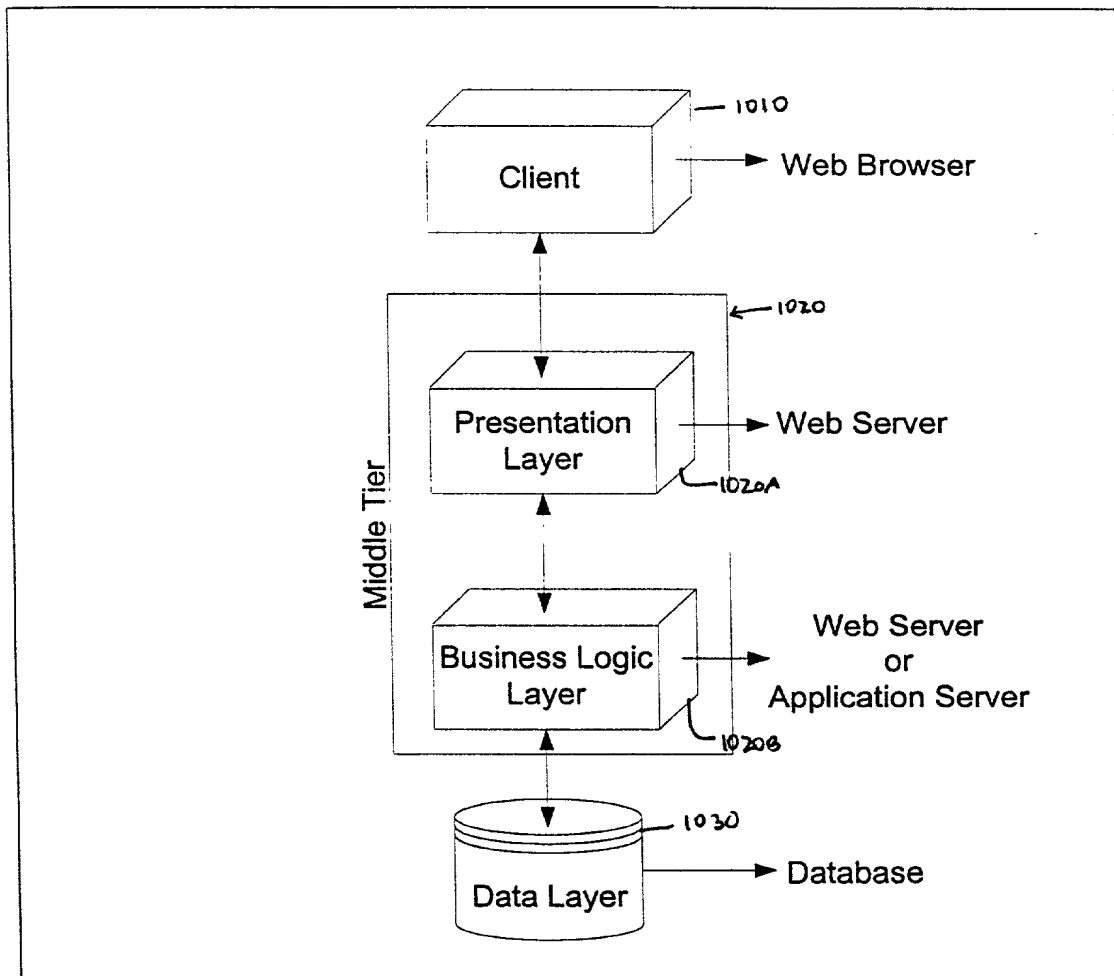 1010
Client
Web Browser
1020
Presentation
Layer
Web Server
1020A
Middle Tier
Business Logic
Layer
Web Server
or
Application Server
1020B
1030
Data Layer
Database